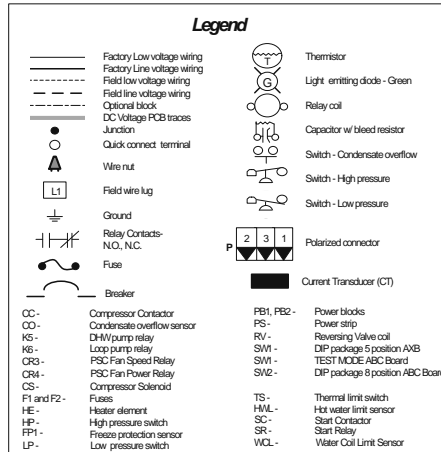 Legend
Factory Low voltage wiring
Factory Line voltage wiring
Field low voltage wiring
Field line voltage wiring
Optional block
DC Voltage PCB traces
Junction
Quick connect terminal
Wire nut
L1
Field wire lug
Ground
Relay Contacts-
N.O., N.C.
Fuse
Breaker
T
Thermistor
G
Light emitting diode - Green
Relay coil
Capacitor w/ bleed resistor
Switch - Condensate overflow
Switch - High pressure
Switch - Low pressure
P
2 3 1
Polarized connector
Current Transducer (CT)
CC - Compressor Contactor
CO - Condensate overflow sensor
K5 - DHW pump relay
K6 - Loop pump relay
CR3 - PSC Fan Speed Relay
CR4 - PSC Fan Power Relay
CS - Compressor Solenoid
F1 and F2 - Fuses
HE - Heater element
HP - High pressure switch
FP1 - Freeze protection sensor
LP - Low pressure switch
PB1, PB2 - Power blocks
PS - Power strip
RV - Reversing Valve coil
SW1 - DIP package 5 position AXB
SW1 - TEST MODE ABC Board
SW2 - DIP package 8 position ABC Board
TS - Thermal limit switch
HWL - Hot water limit sensor
SC - Start Contactor
SR - Start Relay
WCL - Water Coil Limit Sensor